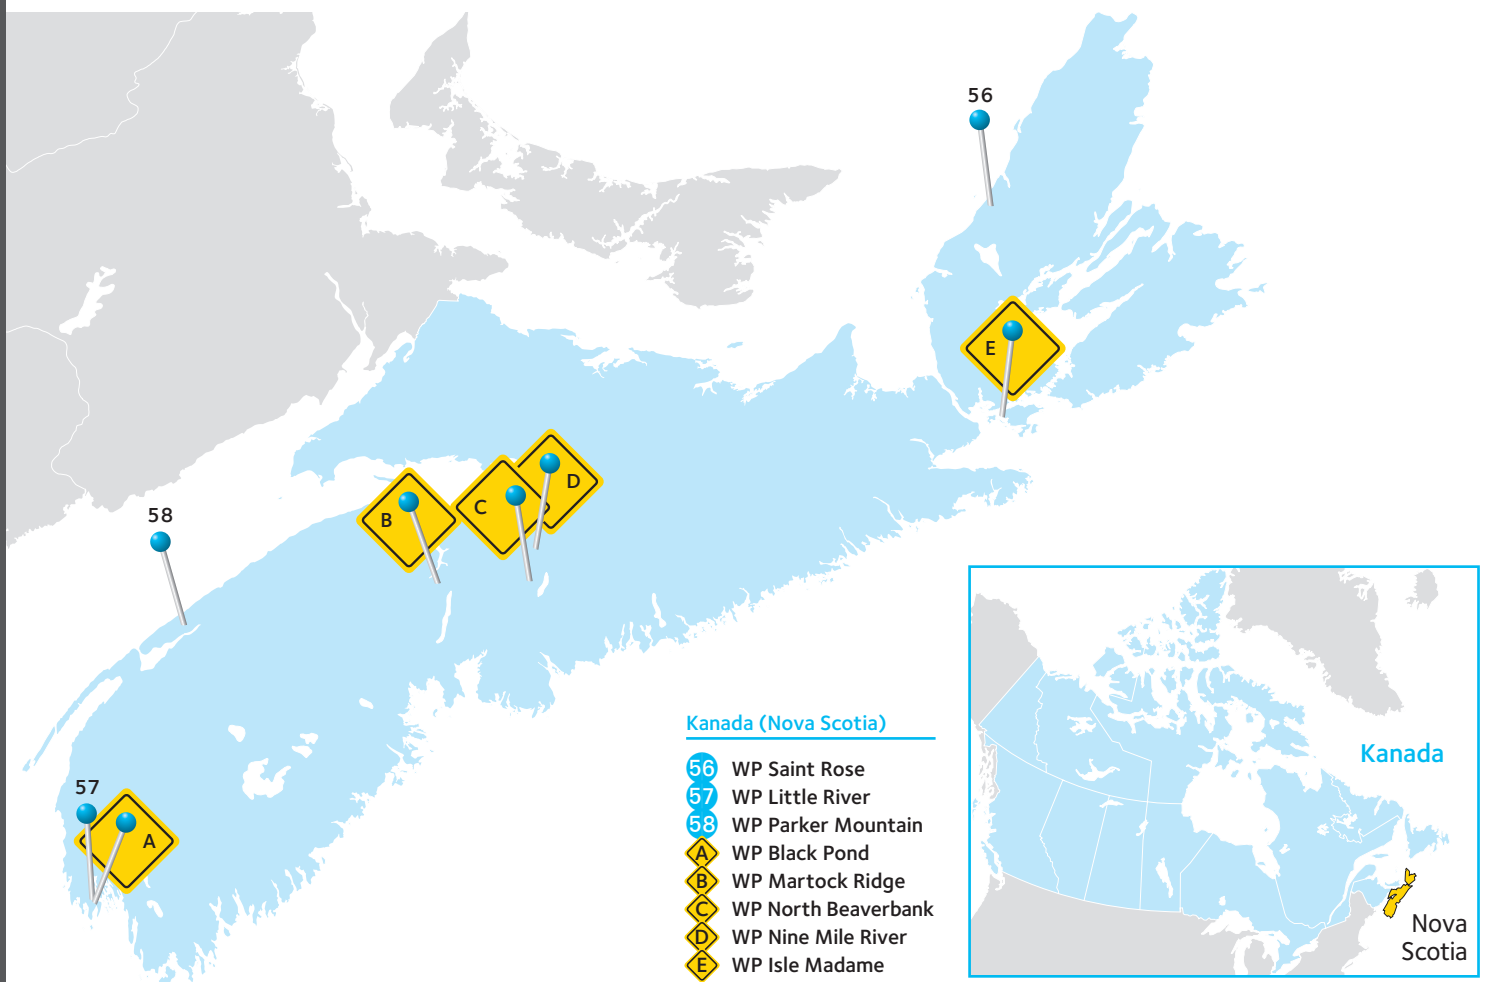 56
E
D
C
B
58
57
A
Kanada (Nova Scotia)
56 WP Saint Rose
57 WP Little River
58 WP Parker Mountain
A WP Black Pond
B WP Martock Ridge
C WP North Beaverbank
D WP Nine Mile River
E WP Isle Madame
Kanada
Nova
Scotia